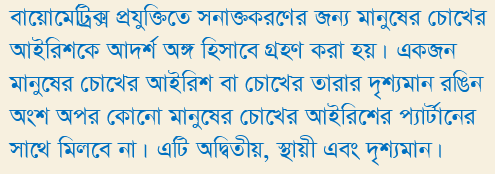 বায়োমেট্রিক্স প্রযুক্তিতে সনাক্তকরণের জন্য মানুষের চোখের
আইরিশকে আদর্শ অঙ্গ হিসাবে গ্রহণ করা হয়। একজন
মানুষের চোখের আইরিশ বা চোখের তারার দৃশ্যমান রঙিন
অংশ অপর কোনো মানুষের চোখের আইরিশের প্যার্টানের
সাথে মিলবে না। এটি অদ্বিতীয়, স্থায়ী এবং দৃশ্যমান।